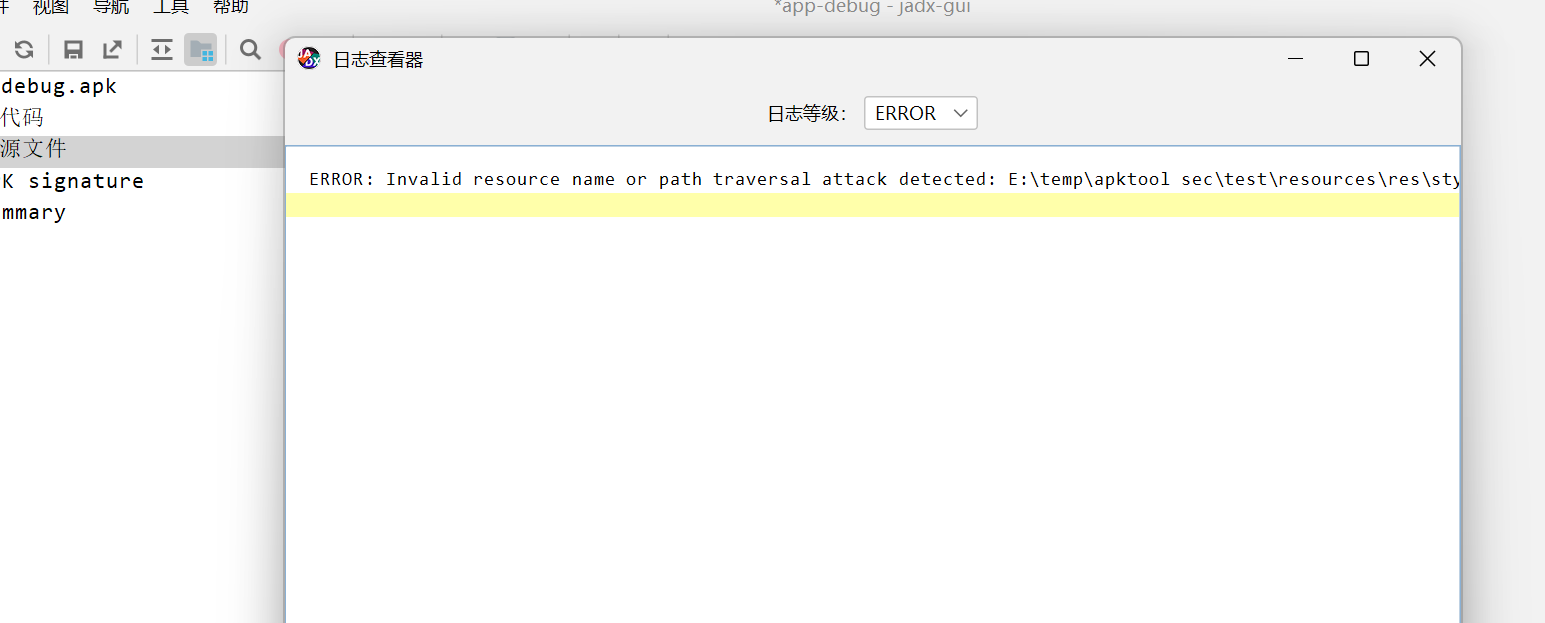 视图 导航 工具 帮助
*app-debug - jadx-gui
日志查看器
日志等级： ERROR
debug.apk
代码
源文件
K signature
mmary
ERROR: Invalid resource name or path traversal attack detected: E:\temp\apktool sec\test\resources\res\sty